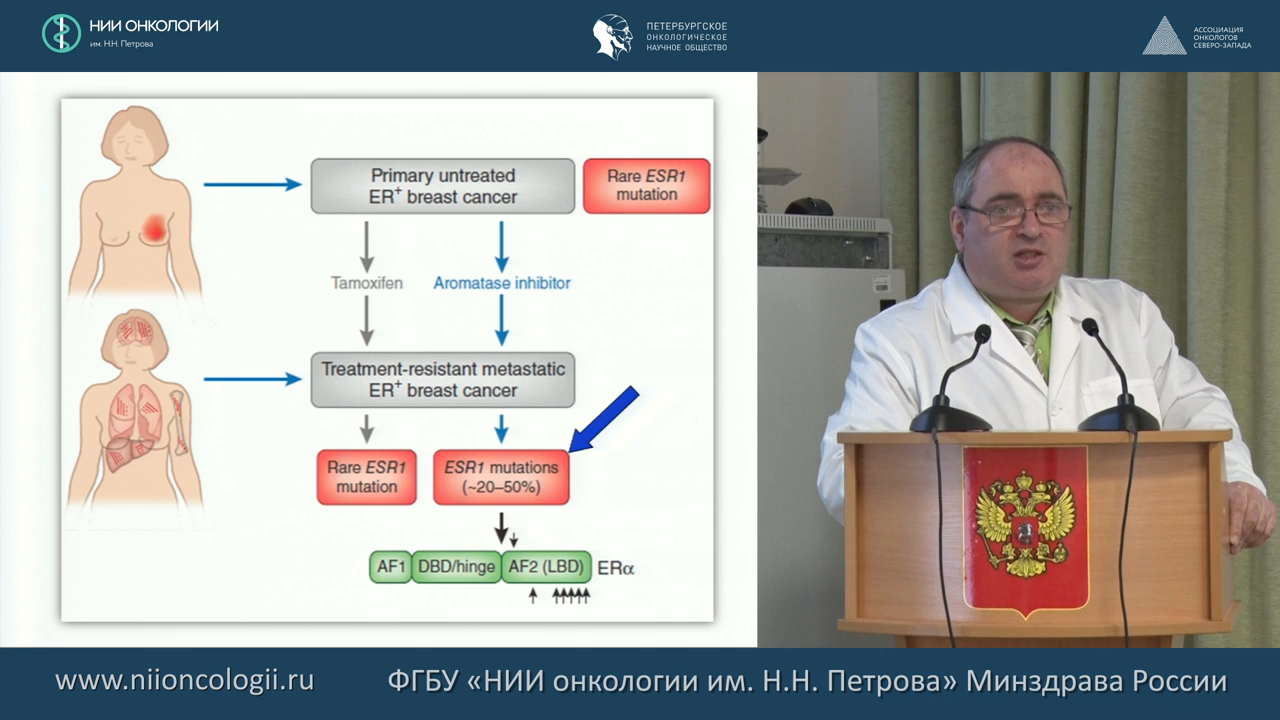 НИИ ОНКОЛОГИИ
им. Н.Н. Петрова
ПЕТЕРБУРГСКОЕ
ОНКОЛОГИЧЕСКОЕ
НАУЧНОЕ ОБЩЕСТВО
АССОЦИАЦИЯ
ОНКОЛОГОВ
СЕВЕРО-ЗАПАДА
Primary untreated
ER+ breast cancer
Rare ESR1
mutation
Tamoxifen
Aromatase inhibitor
Treatment-resistant metastatic
ER+ breast cancer
Rare ESR1
mutation
ESR1 mutations
(~20–50%)
AF1
DBD/hinge
AF2 (LBD)
ERα
www.niioncologii.ru
ФГБУ «НИИ онкологии им. Н.Н. Петрова» Минздрава России